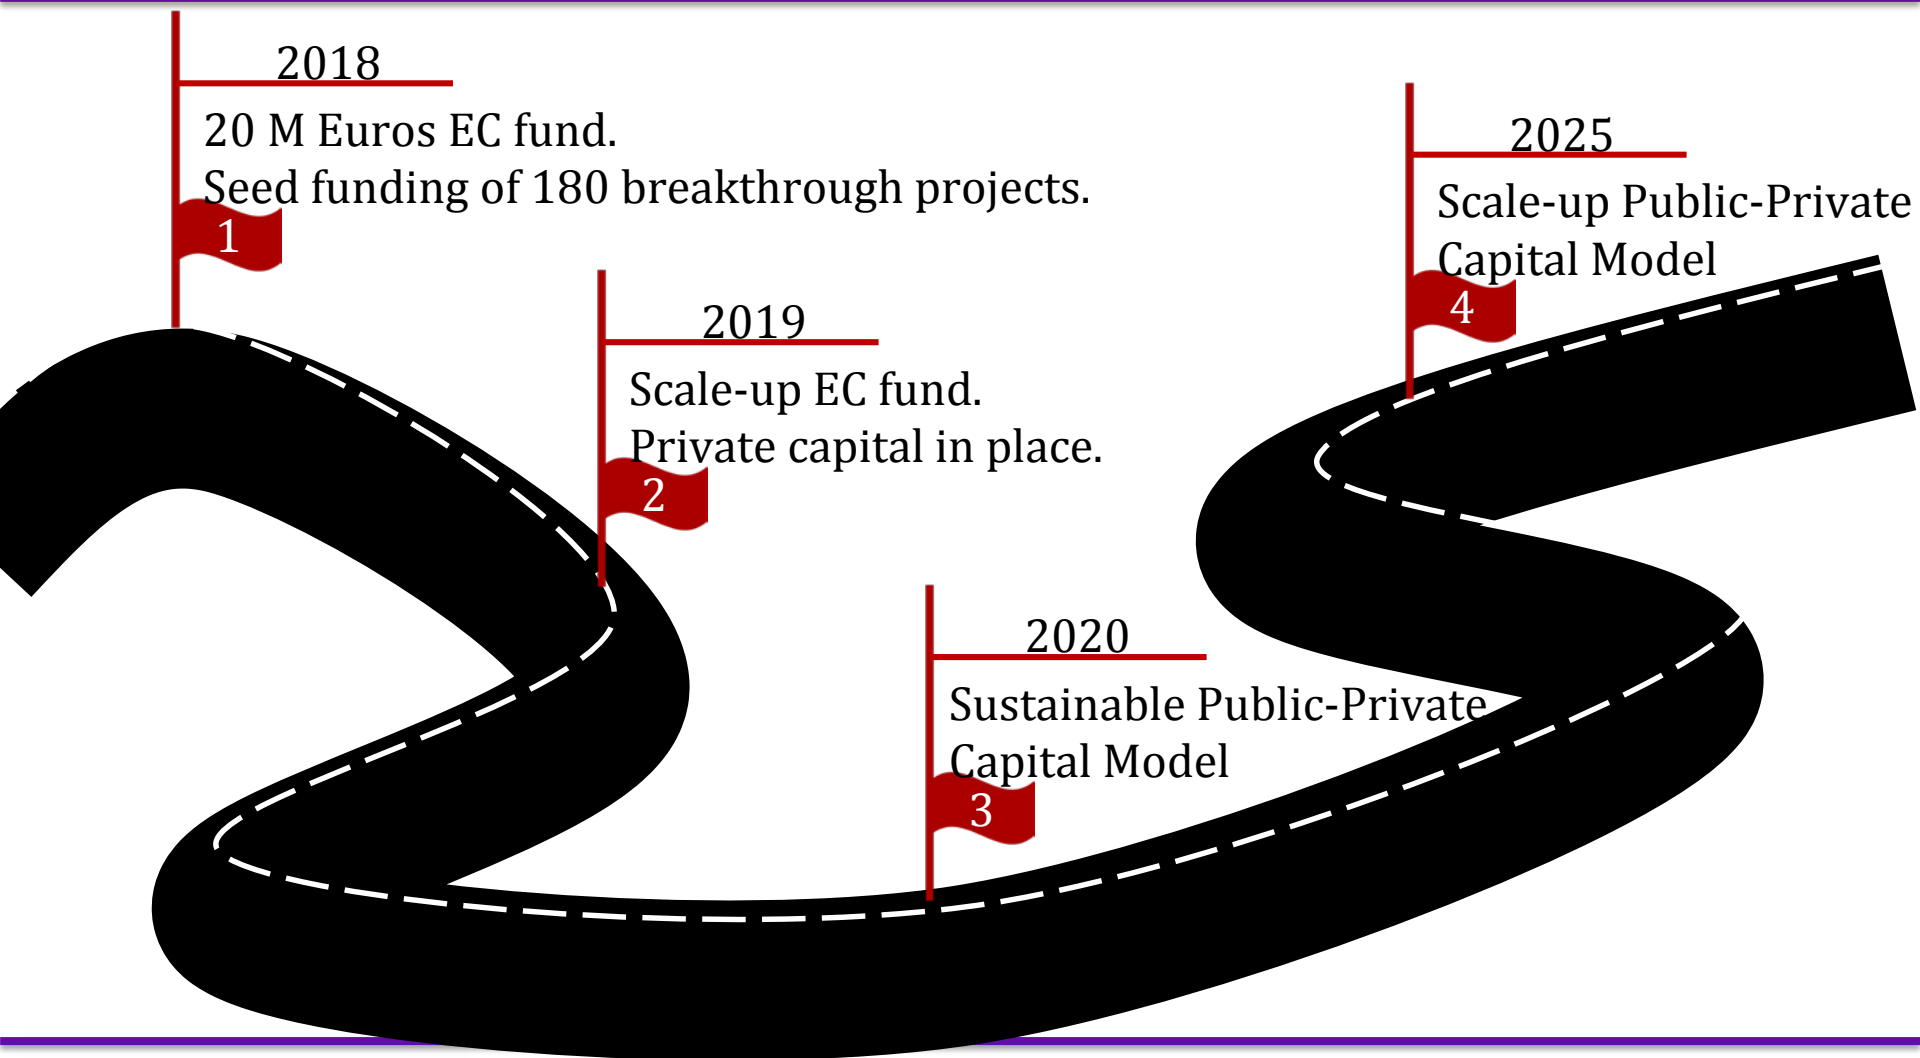 2018
20 M Euros EC fund.
Seed funding of 180 breakthrough projects.
1
2019
Scale-up EC fund.
Private capital in place.
2
2020
Sustainable Public-Private
Capital Model
3
2025
Scale-up Public-Private
Capital Model
4